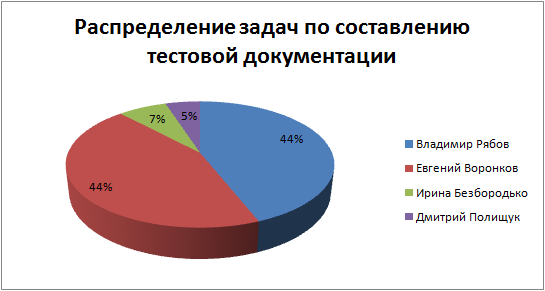 Распределение задач по составлению
тестовой документации
5%
7%
44%
44%
Владимир Рябов
Евгений Воронков
Ирина Безбородько
Дмитрий Полищук